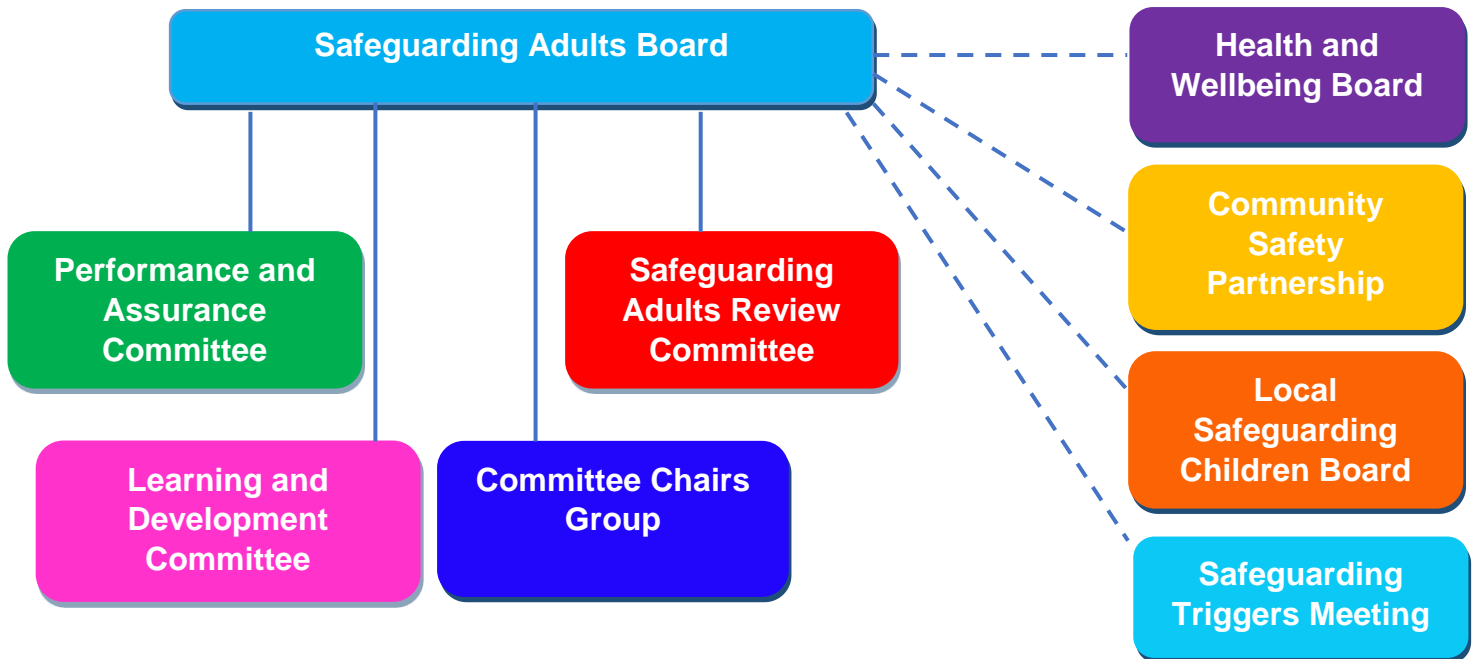 Safeguarding Adults Board
Health and
Wellbeing Board
Community
Safety
Partnership
Performance and
Assurance
Committee
Safeguarding
Adults Review
Committee
Local
Safeguarding
Children Board
Learning and
Development
Committee
Committee Chairs
Group
Safeguarding
Triggers Meeting